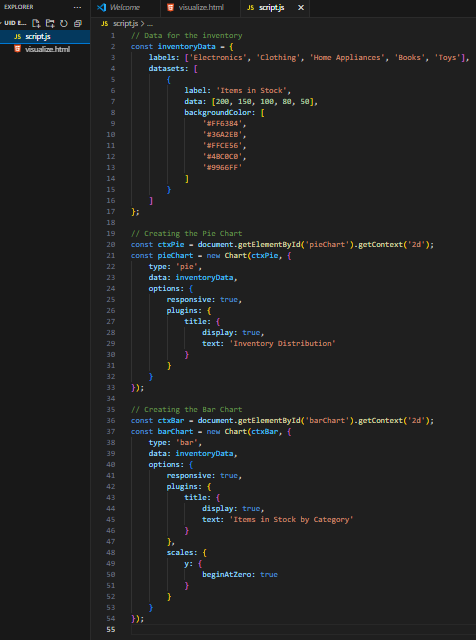 EXPLORER
UID E...
script.js
visualize.html
Welcome
visualize.html
script.js
script.js > ...
1 // Data for the inventory
2 const inventoryData = {
3 labels: ['Electronics', 'Clothing', 'Home Appliances', 'Books', 'Toys'],
4 datasets: [
5 {
6 label: 'Items in Stock',
7 data: [200, 150, 100, 80, 50],
8 backgroundColor: [
9 '#FF6384',
10 '#36A2EB',
11 '#FFCE56',
12 '#4BC0C0',
13 '#9966FF'
14 ]
15 }
16 ]
17 };
18
19 // Creating the Pie Chart
20 const ctxPie = document.getElementById('pieChart').getContext('2d');
21 const pieChart = new Chart(ctxPie, {
22 type: 'pie',
23 data: inventoryData,
24 options: {
25 responsive: true,
26 plugins: {
27 title: {
28 display: true,
29 text: 'Inventory Distribution'
30 }
31 }
32 }
33 });
34
35 // Creating the Bar Chart
36 const ctxBar = document.getElementById('barChart').getContext('2d');
37 const barChart = new Chart(ctxBar, {
38 type: 'bar',
39 data: inventoryData,
40 options: {
41 responsive: true,
42 plugins: {
43 title: {
44 display: true,
45 text: 'Items in Stock by Category'
46 }
47 },
48 scales: {
49 y: {
50 beginAtZero: true
51 }
52 }
53 }
54 });
55